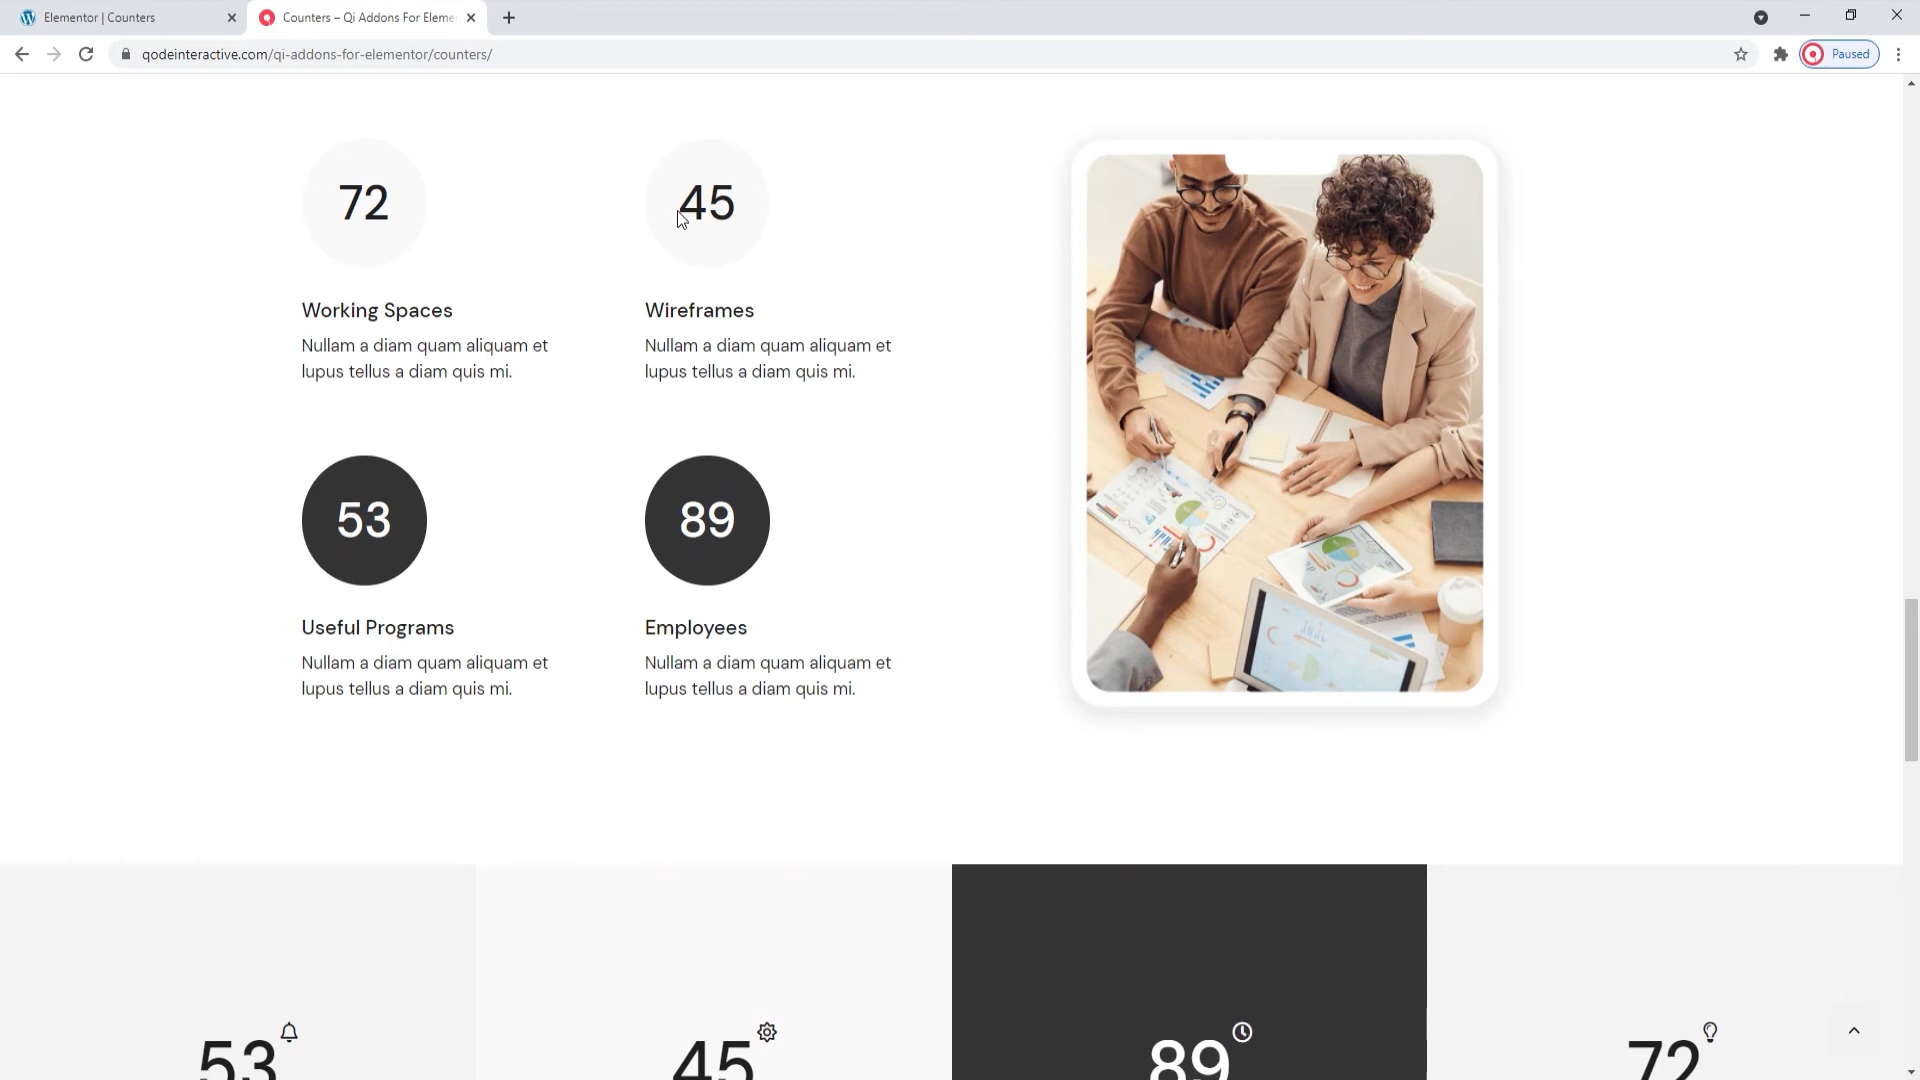 Elementor | Counters
Counters – Qi Addons For Eleme
qodeinteractive.com/qi-addons-for-elementor/counters/
Paused
72
45
Working Spaces
Wireframes
Nullam a diam quam aliquam et
lupus tellus a diam quis mi.
Nullam a diam quam aliquam et
lupus tellus a diam quis mi.
53
89
Useful Programs
Employees
Nullam a diam quam aliquam et
lupus tellus a diam quis mi.
Nullam a diam quam aliquam et
lupus tellus a diam quis mi.
53
45
89
72